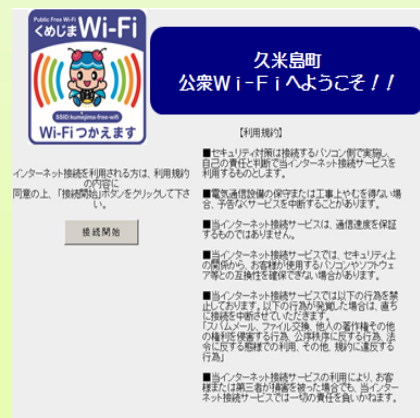 Public Free Wi-Fi
くめじまWi-Fi
SSID:kumejima-free-wifi
Wi-Fiつかえます
久米島町
公衆Wi-Fiへようこそ！！
インターネット接続を利用される方は、利用規約
の内容に
同意の上、「接続開始」ボタンをクリックして下さ
い。
接続開始
【利用規約】
■セキュリティ対策は接続するパソコン側で実施し、
自己の責任と判断で当インターネット接続サービスを
利用するものとします。
■電気通信設備の保守または工事上やむを得ない場
合、予告なくサービスを中断することがあります。
■当インターネット接続サービスは、通信速度を保証
するものではありません。
■当インターネット接続サービスでは、セキュリティ上
の関係から、お客様が使用するパソコンやソフトウェ
ア等との互換性を確保できない場合があります。
■当インターネット接続サービスでは以下の行為を禁
止しております。以下の行為が発覚した場合は、直ち
に接続を中断させていただきます。
「スパムメール、ファイル交換、他人の著作権その他
の権利を侵害する行為、公序秩序に反する行為、法
令に反する態様での利用、その他、規約に違反する
行為」
■当インターネット接続サービスの利用により、お客
様または第三者が損害を被った場合でも、当インター
ネット接続サービスでは一切の責任を負いかねます。